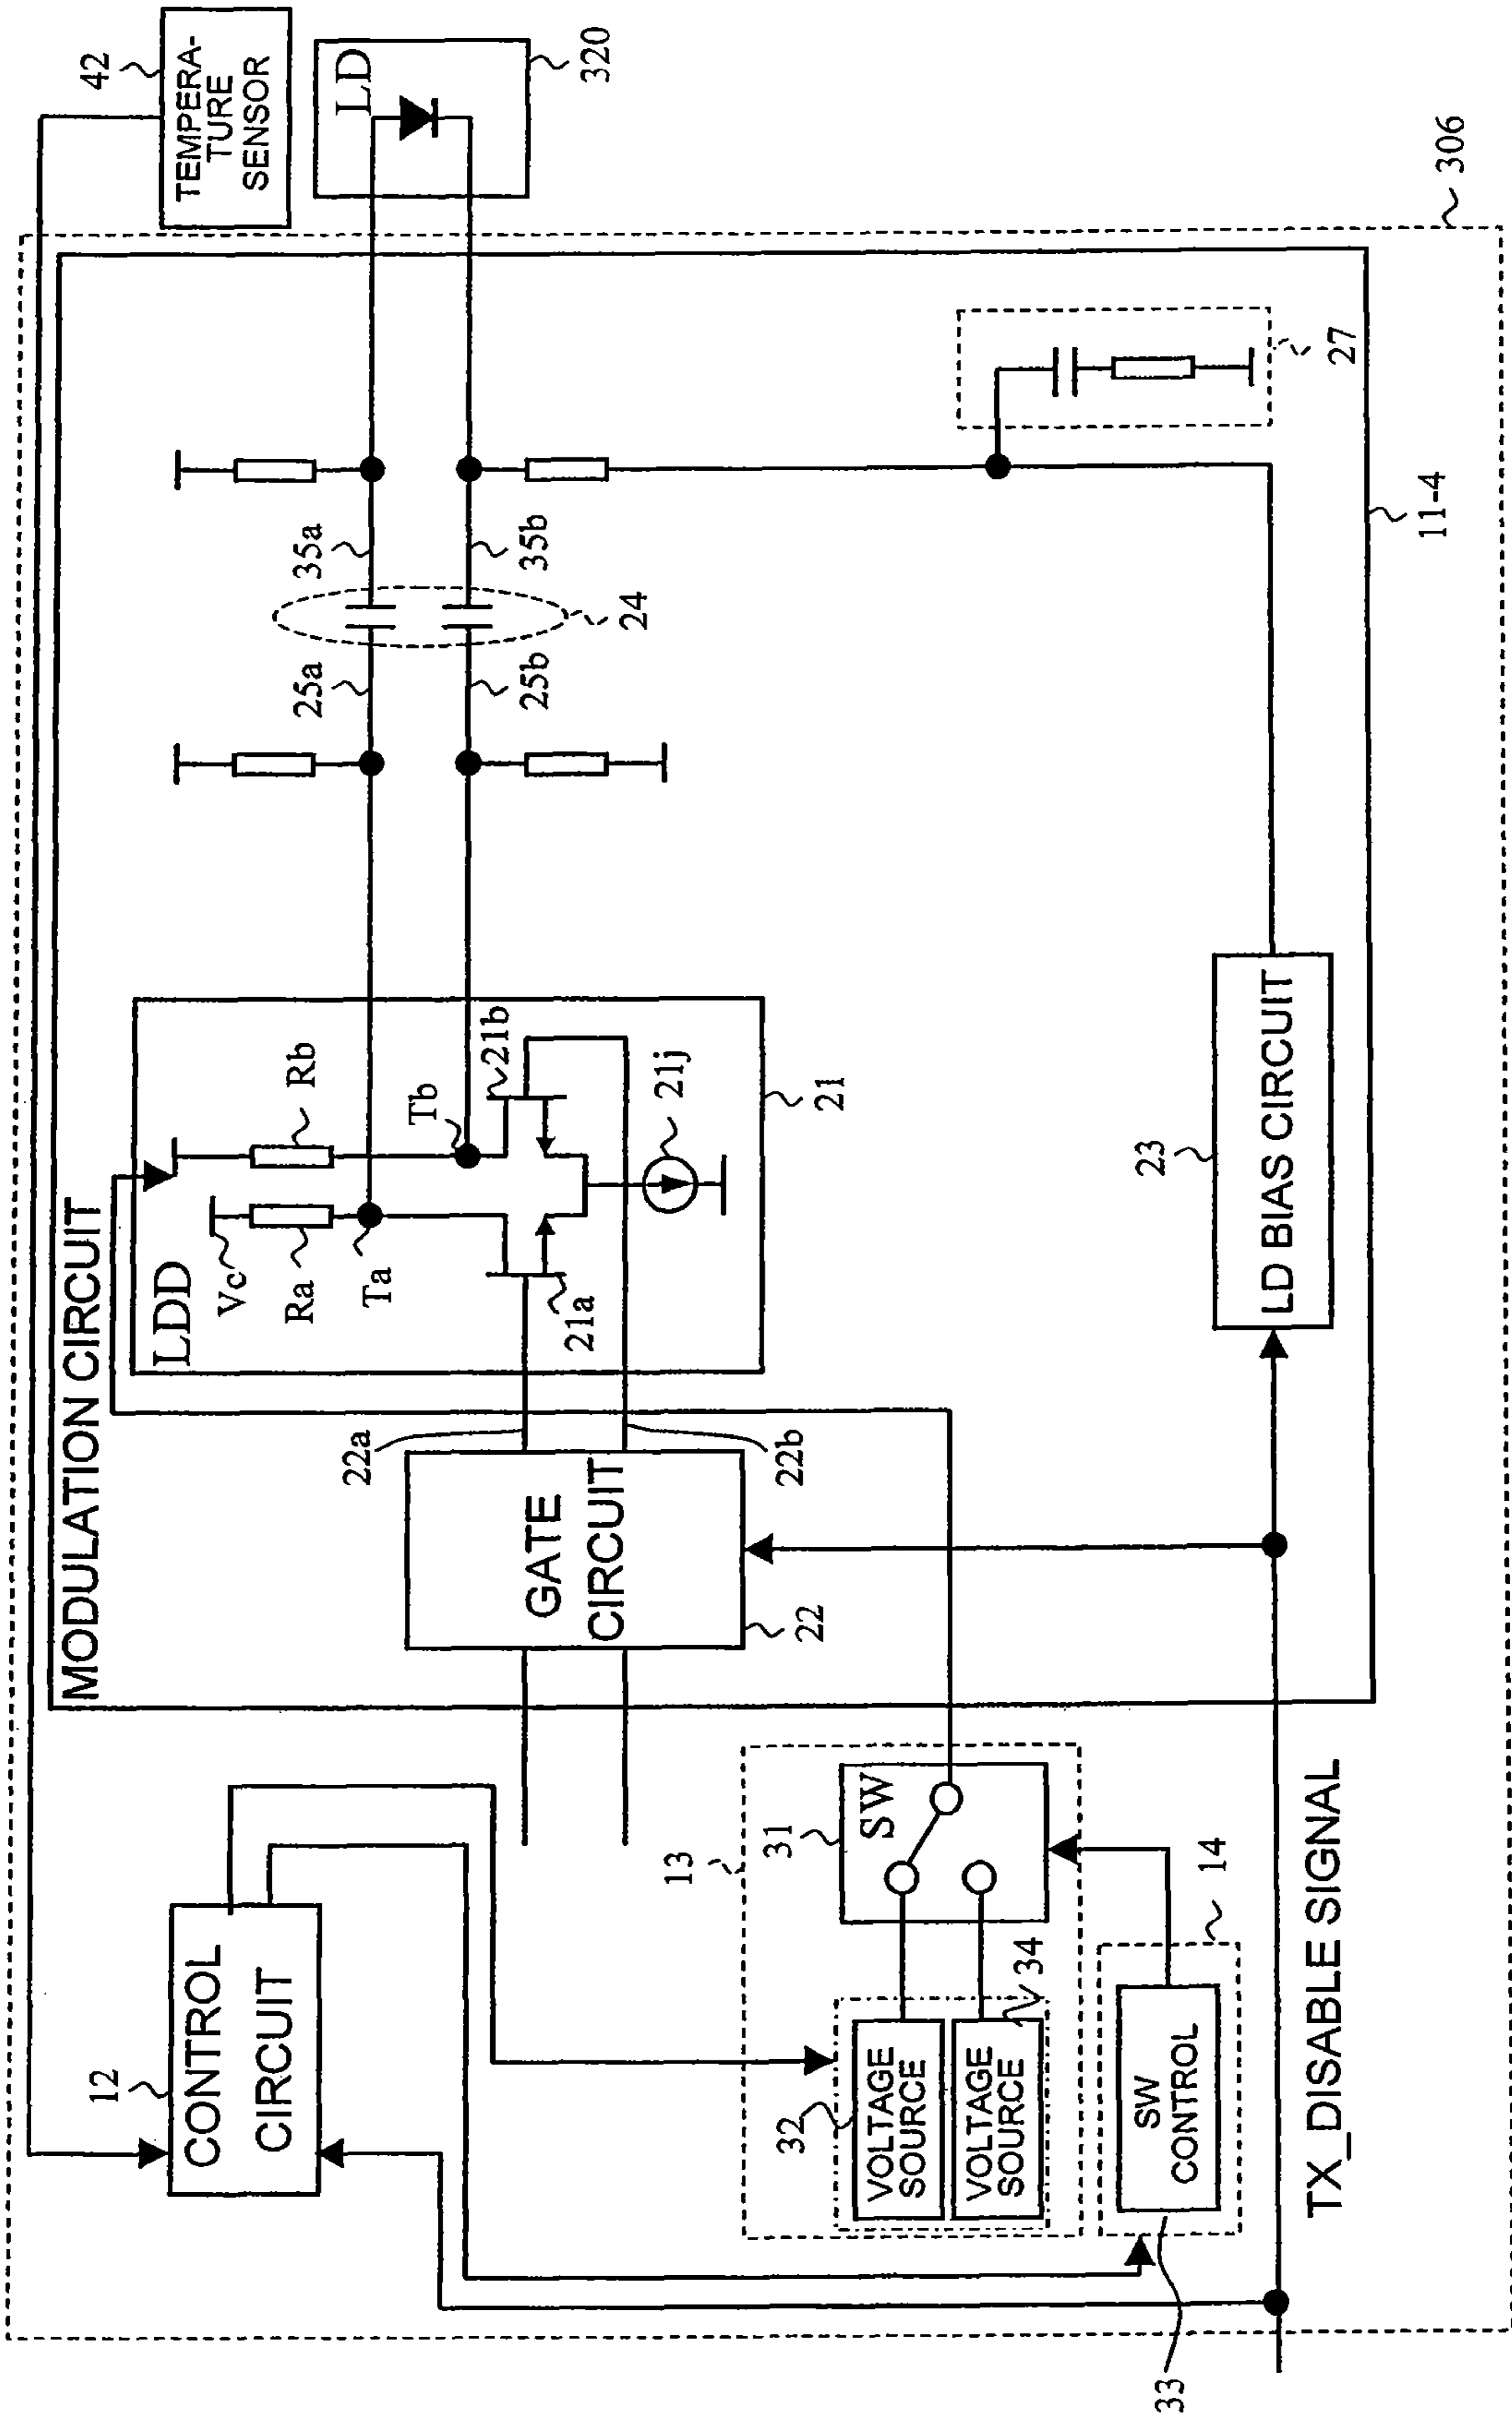 42
TEMPERA-
TURE
SENSOR
LD
320
306
MODULATION CIRCUIT
LDD
Vc
Ra
Ta
Rb
Tb
21a
21b
21j
21
25a
25b
24
35a
35b
27
11-4
22a
22b
GATE
CIRCUIT
22
23
LD BIAS CIRCUIT
12
CONTROL
CIRCUIT
13
31
SW
32
VOLTAGE
SOURCE
VOLTAGE
SOURCE
34
14
SW
CONTROL
33
TX_DISABLE SIGNAL